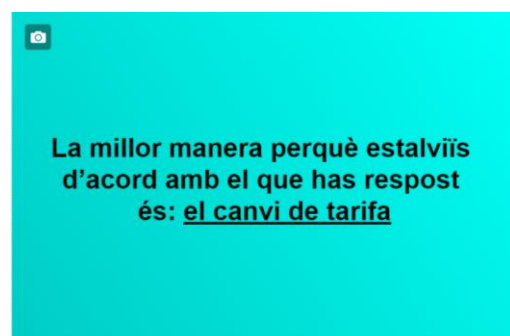 La millor manera perquè estalviïs
d’acord amb el que has respost
és: el canvi de tarifa